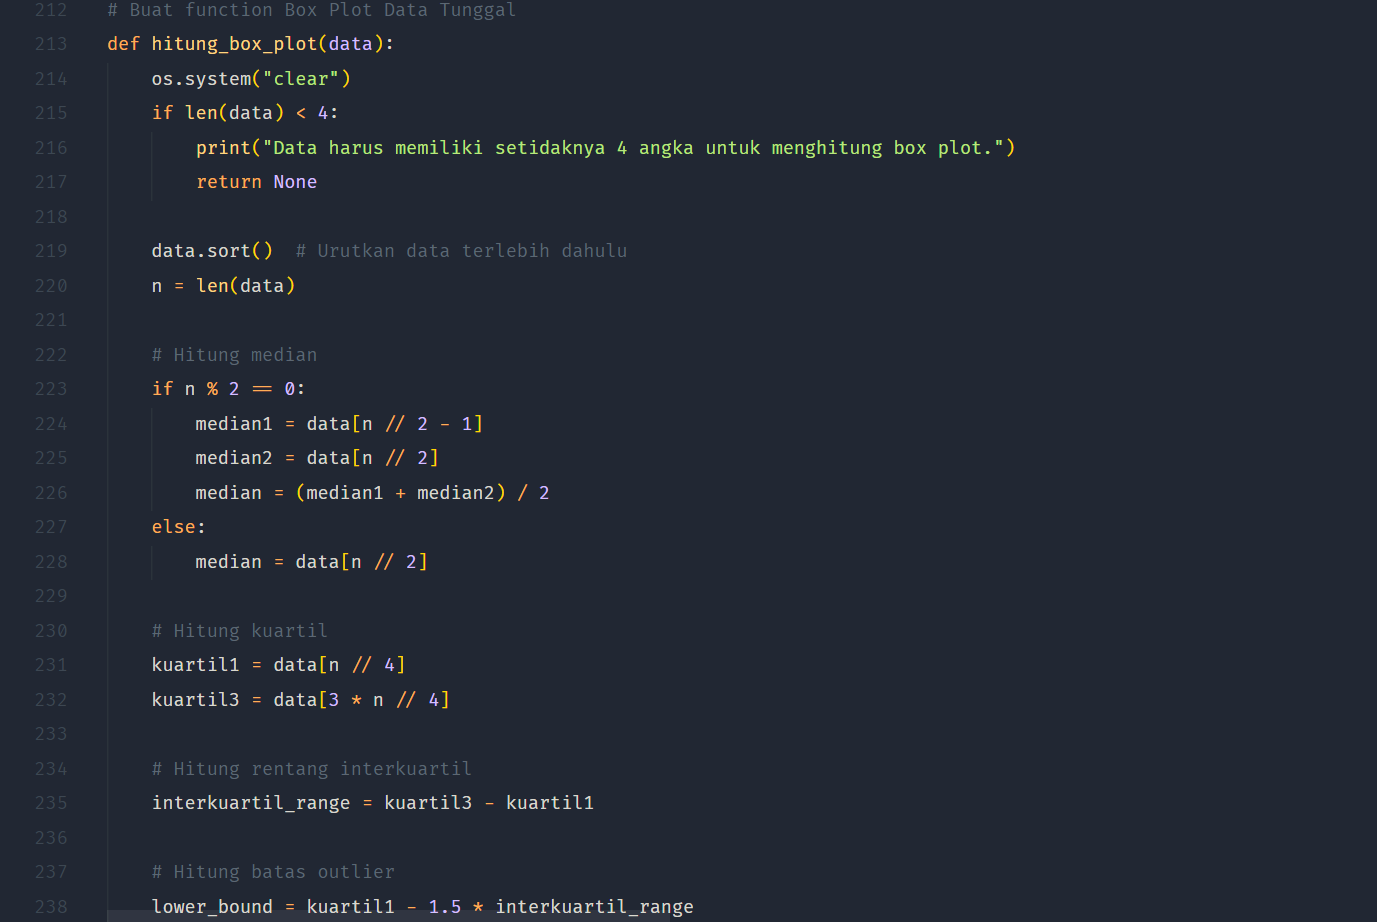 212 # Buat function Box Plot Data Tunggal
213 def hitung_box_plot(data):
214     os.system("clear")
215     if len(data) < 4:
216         print("Data harus memiliki setidaknya 4 angka untuk menghitung box plot.")
217         return None
218
219     data.sort()  # Urutkan data terlebih dahulu
220     n = len(data)
221
222     # Hitung median
223     if n % 2 == 0:
224         median1 = data[n // 2 - 1]
225         median2 = data[n // 2]
226         median = (median1 + median2) / 2
227     else:
228         median = data[n // 2]
229
230     # Hitung kuartil
231     kuartil1 = data[n // 4]
232     kuartil3 = data[3 * n // 4]
233
234     # Hitung rentang interkuartil
235     interkuartil_range = kuartil3 - kuartil1
236
237     # Hitung batas outlier
238     lower_bound = kuartil1 - 1.5 * interkuartil_range